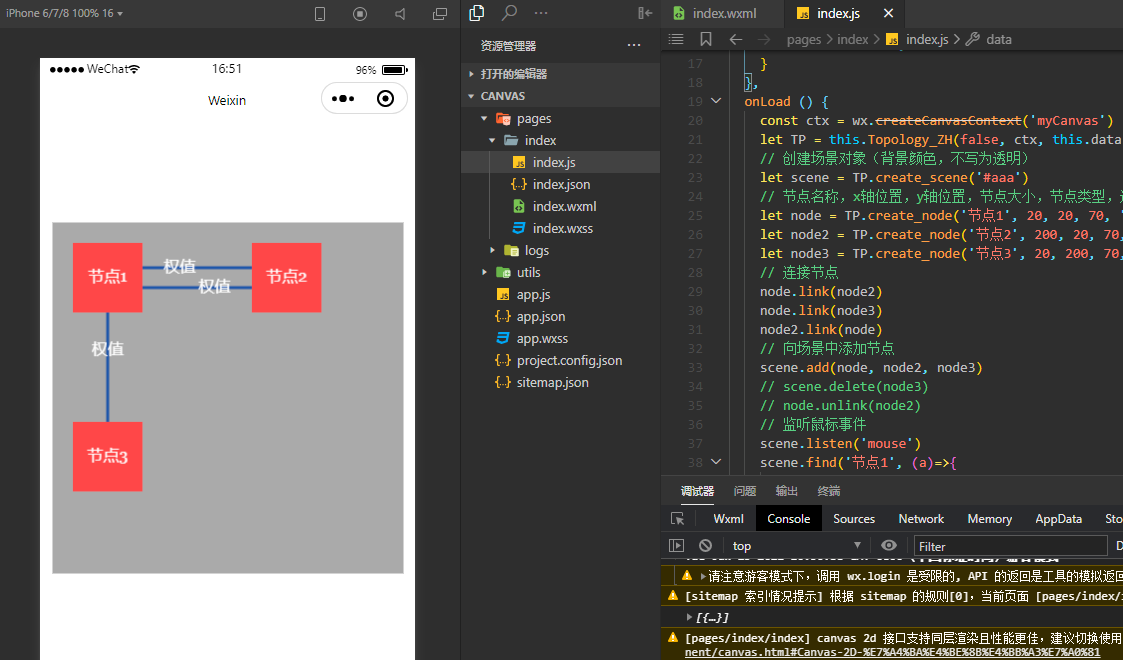 iPhone 6/7/8 100% 16
WeChat
16:51
96%
Weixin
节点1
权值
权值
节点2
权值
节点3
资源管理器
打开的编辑器
CANVAS
pages
index
index.js
index.json
index.wxml
index.wxss
logs
utils
app.js
app.json
app.wxss
project.config.json
sitemap.json
index.wxml
index.js
pages > index > index.js > data
17 }
18 },
19 onLoad () {
20 const ctx = wx.createCanvasContext('myCanvas')
21 let TP = this.Topology_ZH(false, ctx, this.data
22 // 创建场景对象（背景颜色，不写为透明）
23 let scene = TP.create_scene('#aaa')
24 // 节点名称，x轴位置，y轴位置，节点大小，节点类型，
25 let node = TP.create_node('节点1', 20, 20, 70, '
26 let node2 = TP.create_node('节点2', 200, 20, 70,
27 let node3 = TP.create_node('节点3', 20, 200, 70,
28 // 连接节点
29 node.link(node2)
30 node.link(node3)
31 node2.link(node)
32 // 向场景中添加节点
33 scene.add(node, node2, node3)
34 // scene.delete(node3)
35 // node.unlink(node2)
36 // 监听鼠标事件
37 scene.listen('mouse')
38 scene.find('节点1', (a)=>{
调试器 问题 输出 终端
Wxml Console Sources Network Memory AppData Sto
top Filter D
请注意游客模式下，调用 wx.login 是受限的, API 的返回是工具的模拟返回
[sitemap 索引情况提示] 根据 sitemap 的规则[0]，当前页面 [pages/index/i
[{…}]
[pages/index/index] canvas 2d 接口支持同层渲染且性能更佳，建议切换使用
nent/canvas.html#Canvas-2D-%E7%A4%BA%E4%BE%8B%E4%BB%A3%E7%A0%81